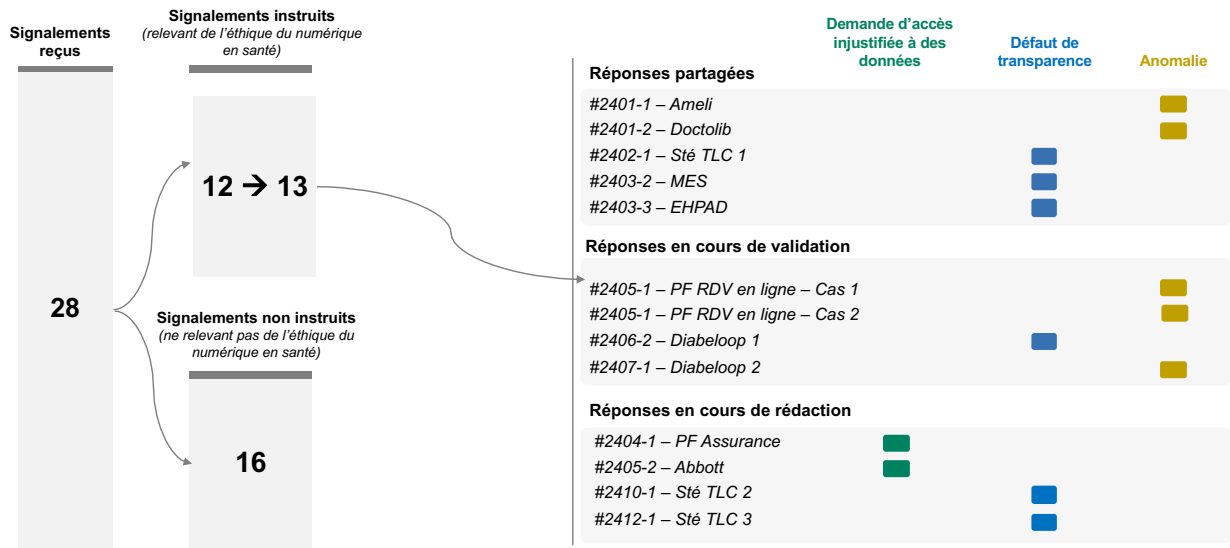 Signalements
reçus
28
Signalements instruits
(relevant de l'éthique du numérique
en santé)
12 → 13
Signalements non instruits
(ne relevant pas de l'éthique du
numérique en santé)
16
Demande d'accès
injustifiée à des
données
Défaut de
transparence
Anomalie
Réponses partagées
#2401-1 – Ameli
#2401-2 – Doctolib
#2402-1 – Sté TLC 1
#2403-2 – MES
#2403-3 – EHPAD
Réponses en cours de validation
#2405-1 – PF RDV en ligne – Cas 1
#2405-1 – PF RDV en ligne – Cas 2
#2406-2 – Diabeloop 1
#2407-1 – Diabeloop 2
Réponses en cours de rédaction
#2404-1 – PF Assurance
#2405-2 – Abbott
#2410-1 – Sté TLC 2
#2412-1 – Sté TLC 3